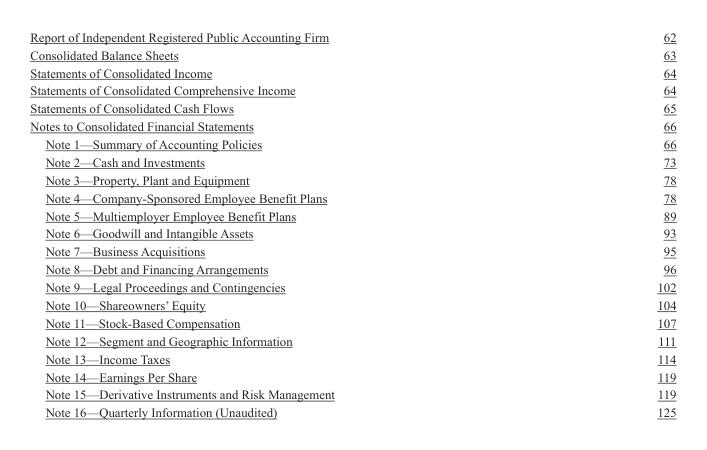 Report of Independent Registered Public Accounting Firm 62
Consolidated Balance Sheets 63
Statements of Consolidated Income 64
Statements of Consolidated Comprehensive Income 64
Statements of Consolidated Cash Flows 65
Notes to Consolidated Financial Statements 66
Note 1—Summary of Accounting Policies 66
Note 2—Cash and Investments 73
Note 3—Property, Plant and Equipment 78
Note 4—Company-Sponsored Employee Benefit Plans 78
Note 5—Multiemployer Employee Benefit Plans 89
Note 6—Goodwill and Intangible Assets 93
Note 7—Business Acquisitions 95
Note 8—Debt and Financing Arrangements 96
Note 9—Legal Proceedings and Contingencies 102
Note 10—Shareowners’ Equity 104
Note 11—Stock-Based Compensation 107
Note 12—Segment and Geographic Information 111
Note 13—Income Taxes 114
Note 14—Earnings Per Share 119
Note 15—Derivative Instruments and Risk Management 119
Note 16—Quarterly Information (Unaudited) 125